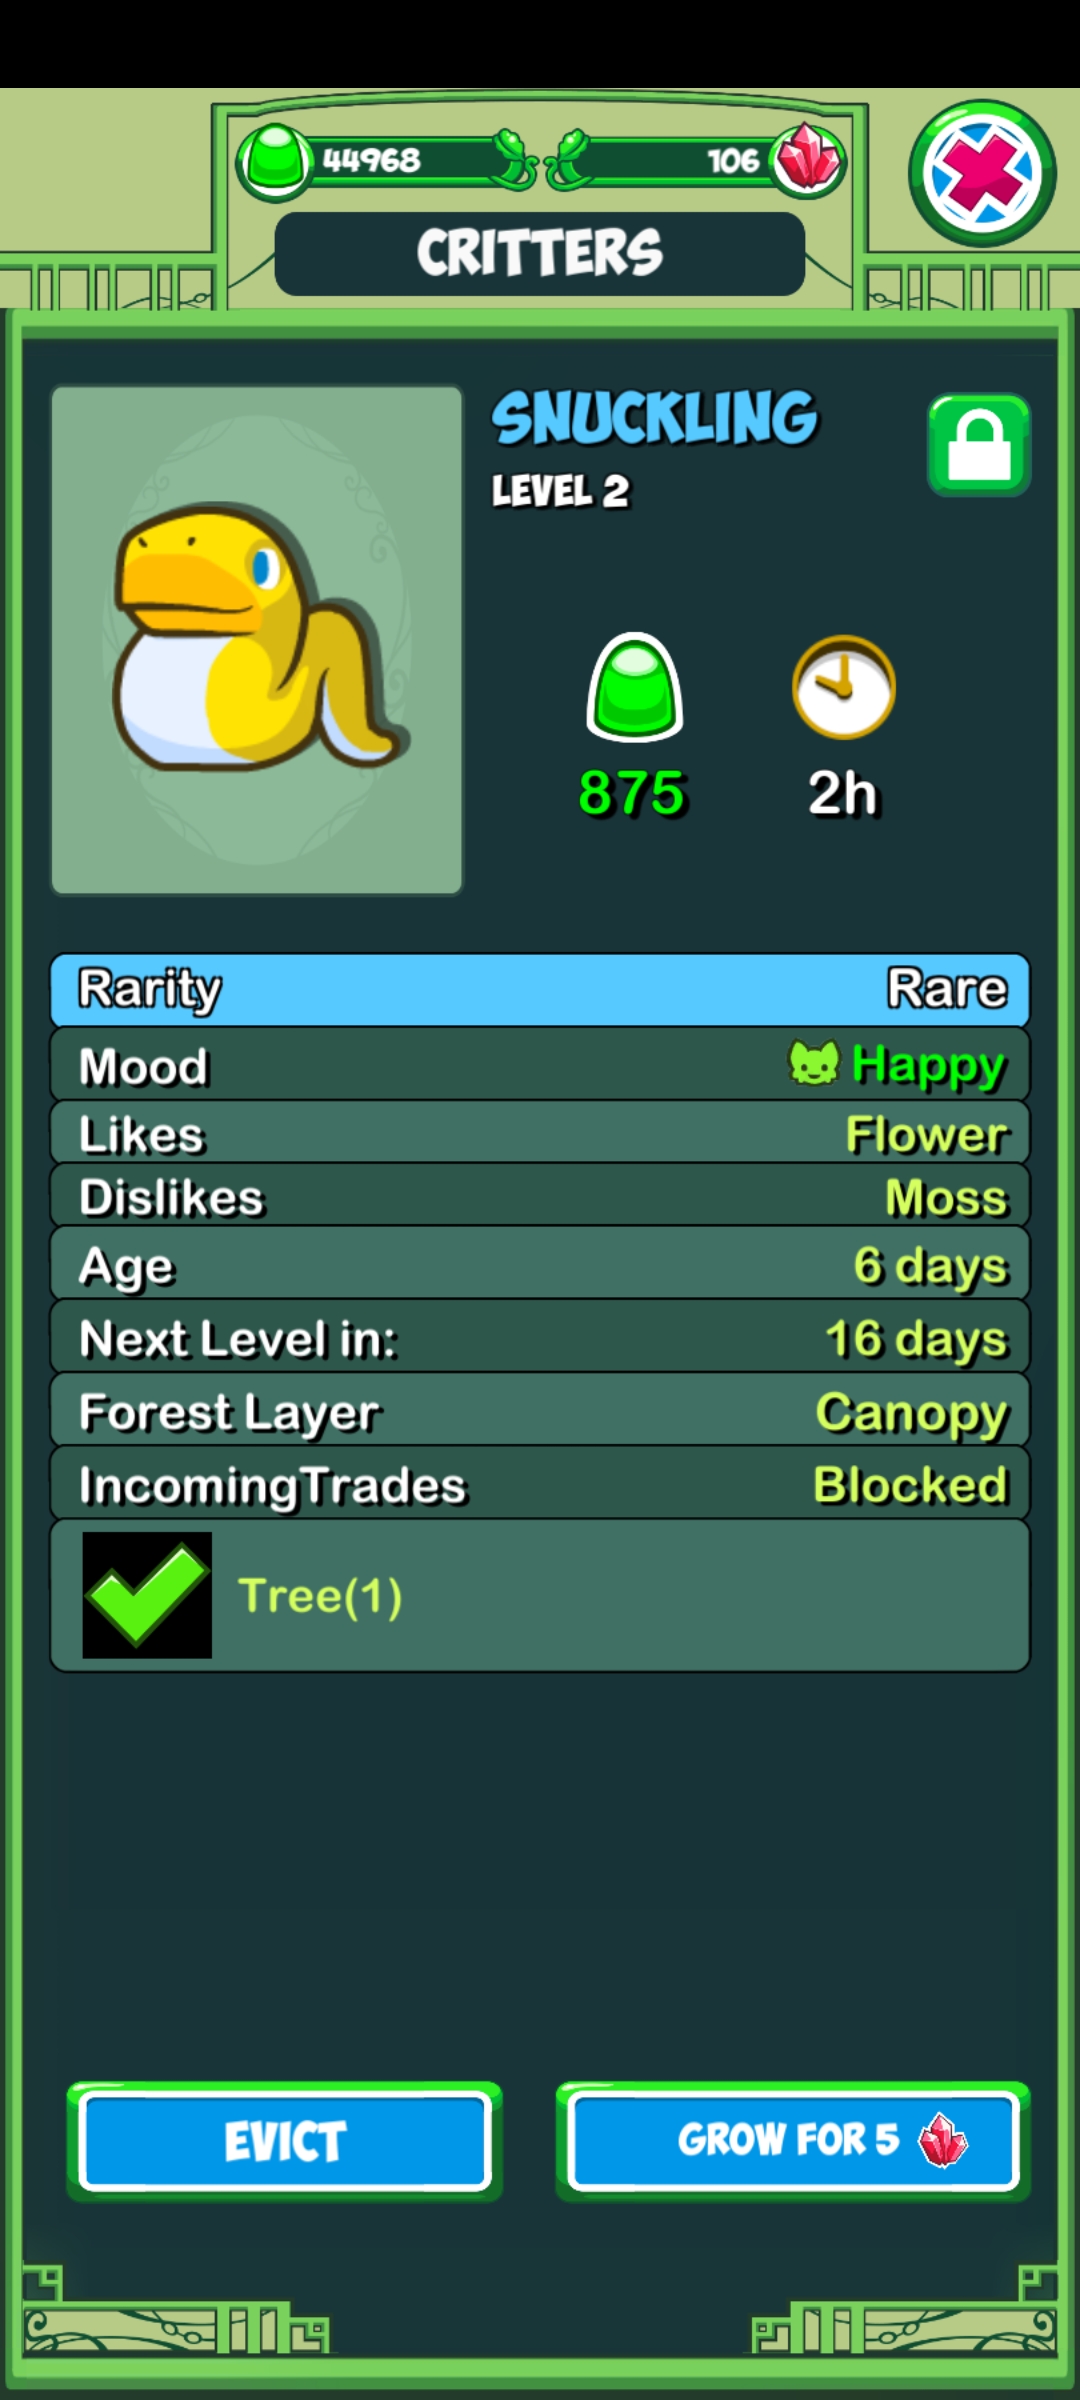 44968 106
CRITTERS
SNUCKLING
LEVEL 2
875 2h
Rarity Rare
Mood Happy
Likes Flower
Dislikes Moss
Age 6 days
Next Level in: 16 days
Forest Layer Canopy
IncomingTrades Blocked
Tree(1)
EVICT GROW FOR 5